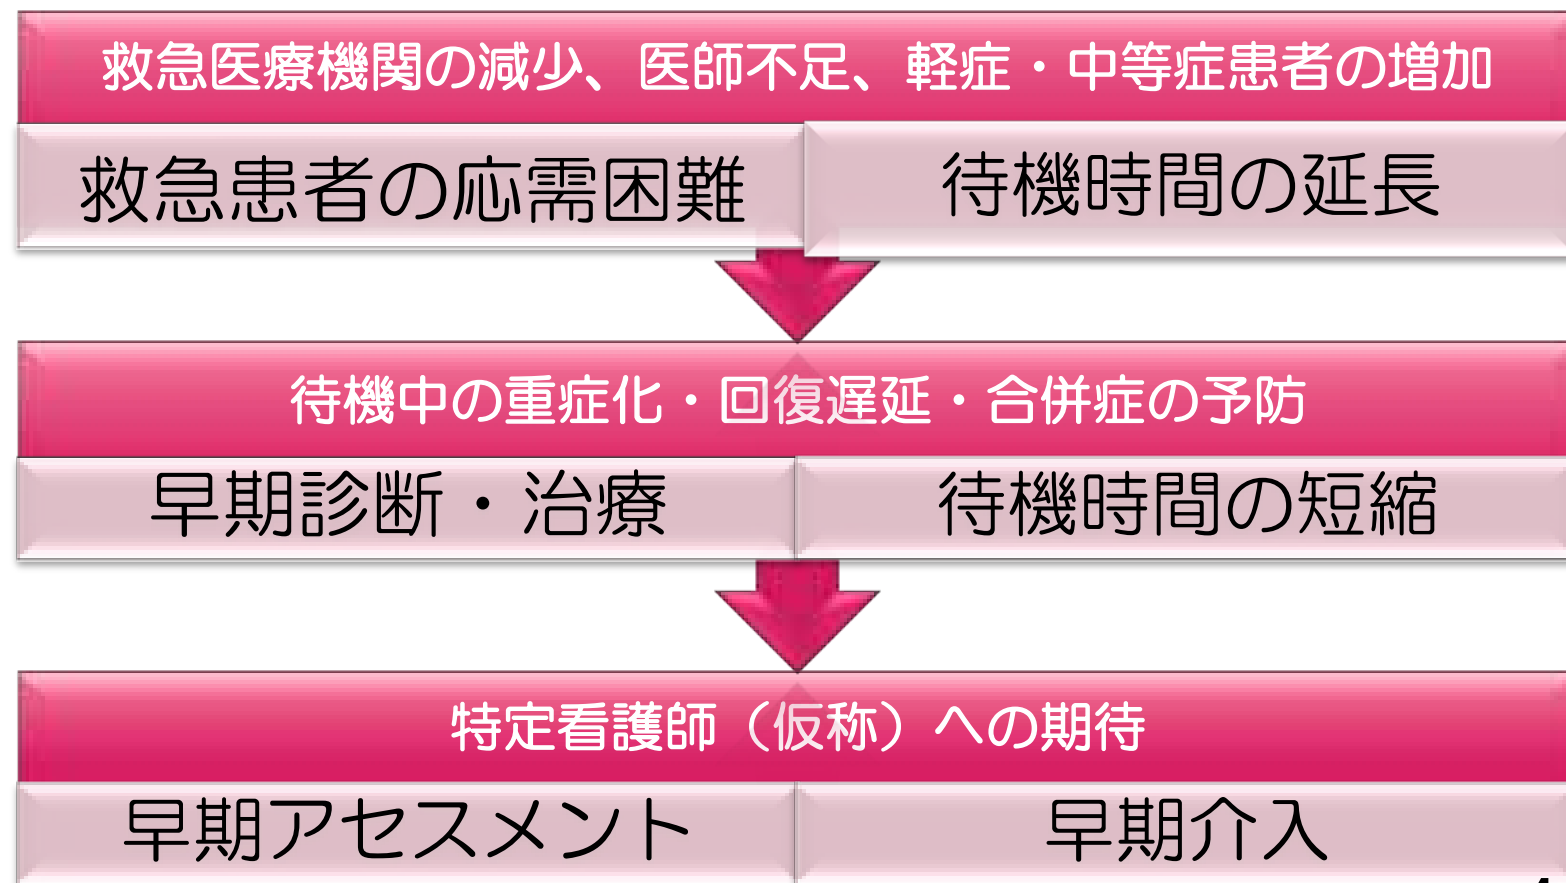 救急医療機関の減少、医師不足、軽症・中等症患者の増加
救急患者の応需困難
待機時間の延長
待機中の重症化・回復遅延・合併症の予防
早期診断・治療
待機時間の短縮
特定看護師（仮称）への期待
早期アセスメント
早期介入